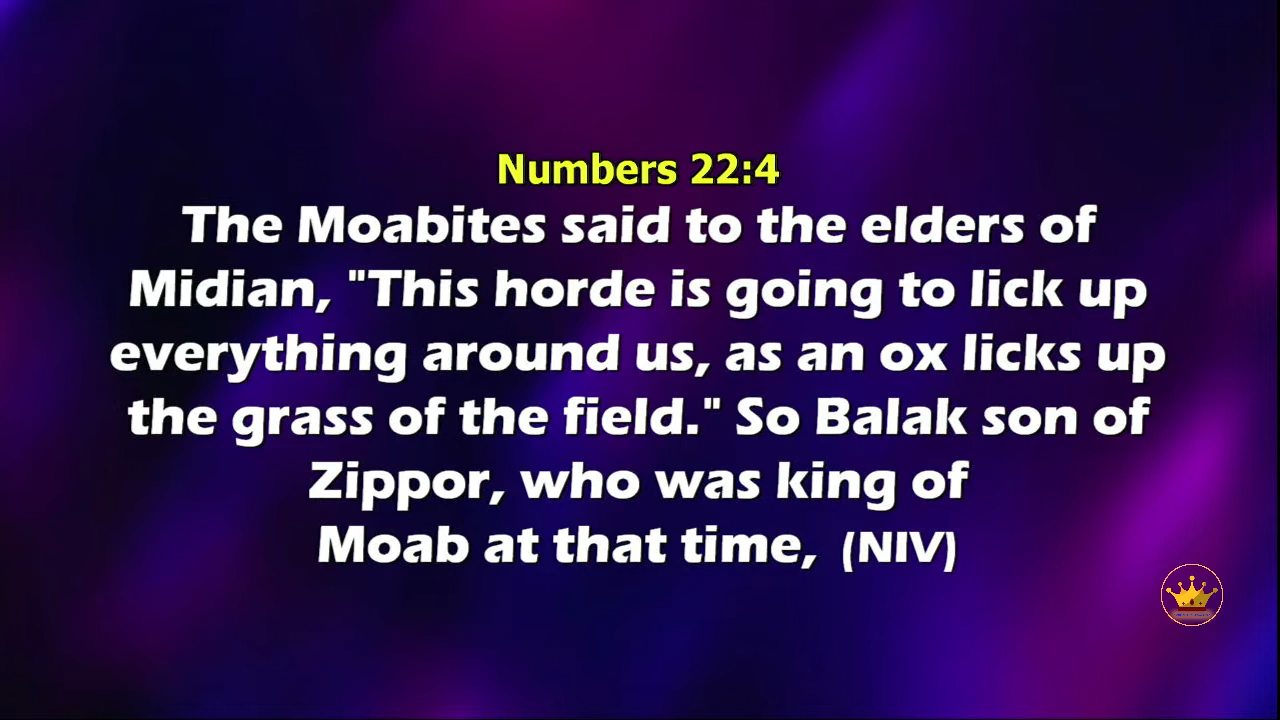 Numbers 22:4
The Moabites said to the elders of
Midian, "This horde is going to lick up
everything around us, as an ox licks up
the grass of the field." So Balak son of
Zippor, who was king of
Moab at that time, (NIV)